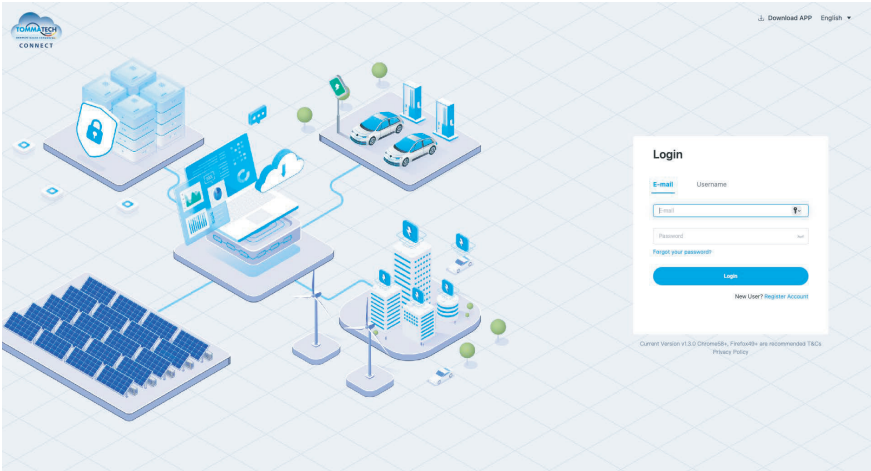 TOMMATECH
CONNECT
Download APP English
Login
E-mail Username
E-mail
Password
Forgot your password?
Login
New User? Register Account
Current Version v1.3.0 Chrome58+, Firefox49+ are recommended T&Cs
Privacy Policy